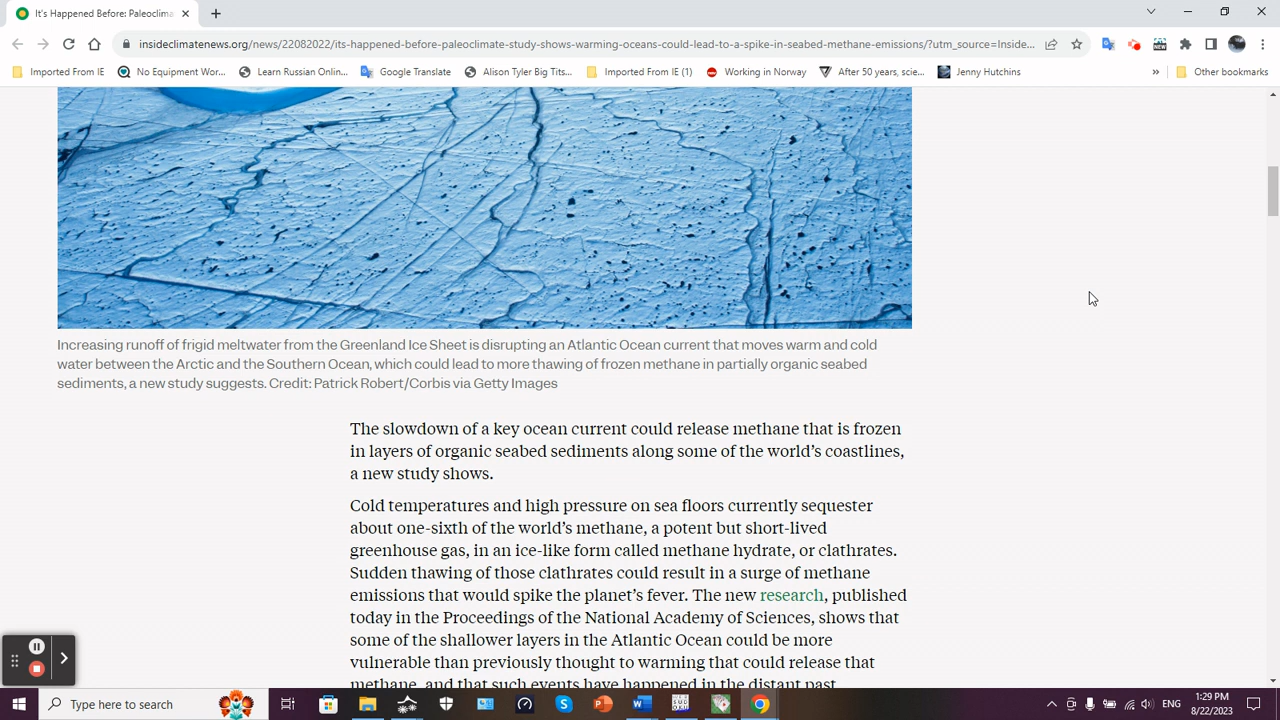 It's Happened Before: Paleoclima
insideclimatenews.org/news/22082022/its-happened-before-paleoclimate-study-shows-warming-oceans-could-lead-to-a-spike-in-seabed-methane-emissions/?utm_source=Inside...
Imported From IE
No Equipment Wor...
Learn Russian Onlin...
Google Translate
Alison Tyler Big Tits...
Imported From IE (1)
Working in Norway
After 50 years, scie...
Jenny Hutchins
»
Other bookmarks
Increasing runoff of frigid meltwater from the Greenland Ice Sheet is disrupting an Atlantic Ocean current that moves warm and cold
water between the Arctic and the Southern Ocean, which could lead to more thawing of frozen methane in partially organic seabed
sediments, a new study suggests. Credit: Patrick Robert/Corbis via Getty Images
The slowdown of a key ocean current could release methane that is frozen
in layers of organic seabed sediments along some of the world's coastlines,
a new study shows.
Cold temperatures and high pressure on sea floors currently sequester
about one-sixth of the world's methane, a potent but short-lived
greenhouse gas, in an ice-like form called methane hydrate, or clathrates.
Sudden thawing of those clathrates could result in a surge of methane
emissions that would spike the planet's fever. The new research, published
today in the Proceedings of the National Academy of Sciences, shows that
some of the shallower layers in the Atlantic Ocean could be more
vulnerable than previously thought to warming that could release that
methane, and that such events have happened in the distant past
Type here to search
ENG
1:29 PM
8/22/2023